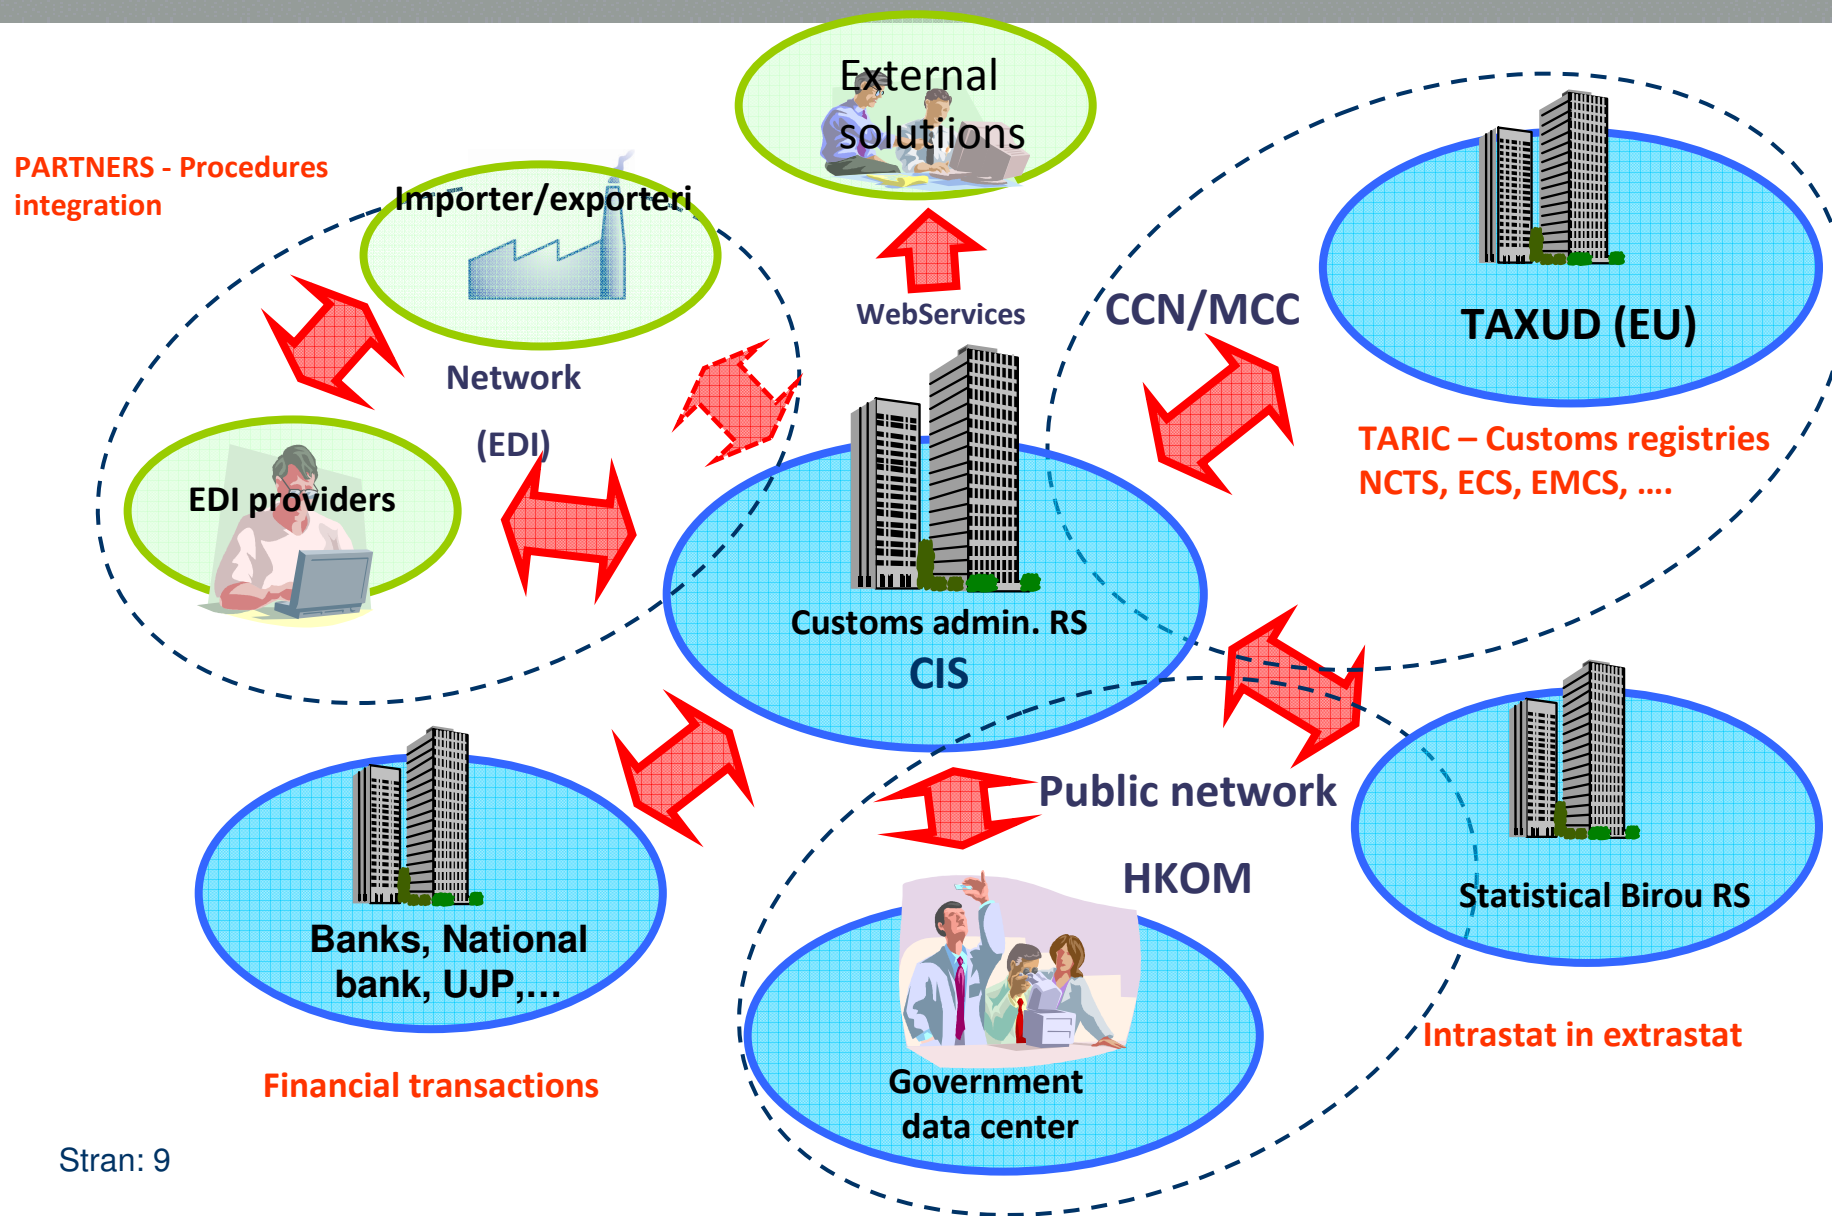 External
solutiions
PARTNERS - Procedures
integration
Importer/exporteri
WebServices
CCN/MCC
TAXUD (EU)
Network
(EDI)
TARIC – Customs registries
NCTS, ECS, EMCS, ....
EDI providers
Customs admin. RS
CIS
Public network
HKOM
Statistical Birou RS
Banks, National
bank, UJP,…
Intrastat in extrastat
Financial transactions
Government
data center
Stran: 9